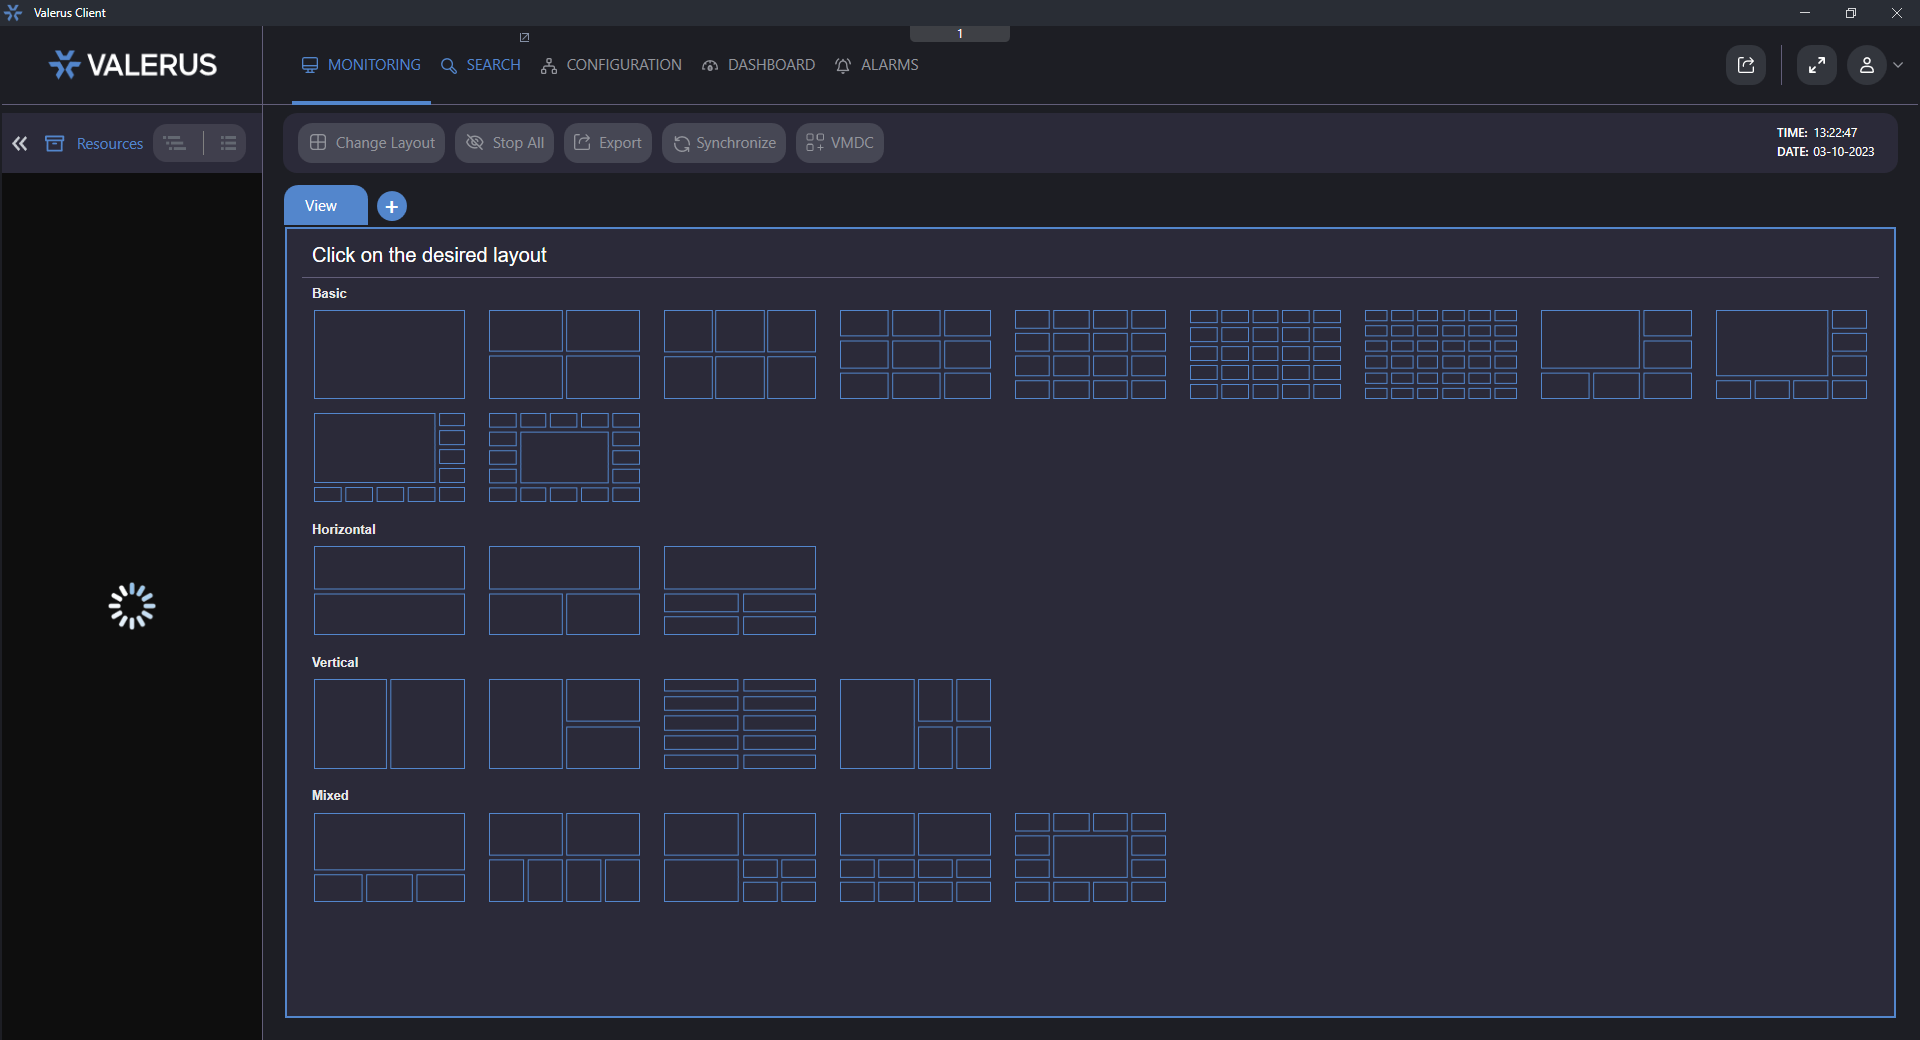 Valerus Client
1
VALERUS
MONITORING
SEARCH
CONFIGURATION
DASHBOARD
ALARMS
Resources
Change Layout
Stop All
Export
Synchronize
VMDC
TIME: 13:22:47
DATE: 03-10-2023
View
Click on the desired layout
Basic
Horizontal
Vertical
Mixed